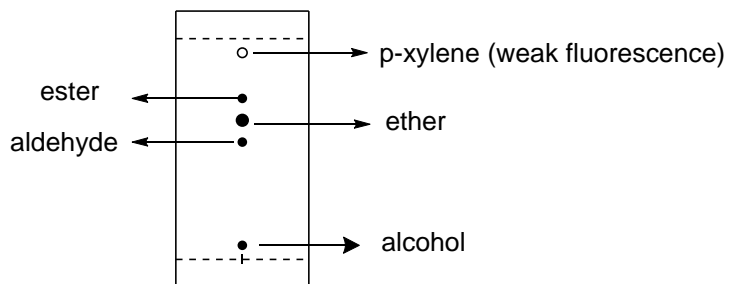 p-xylene (weak fluorescence)
ester
ether
aldehyde
alcohol